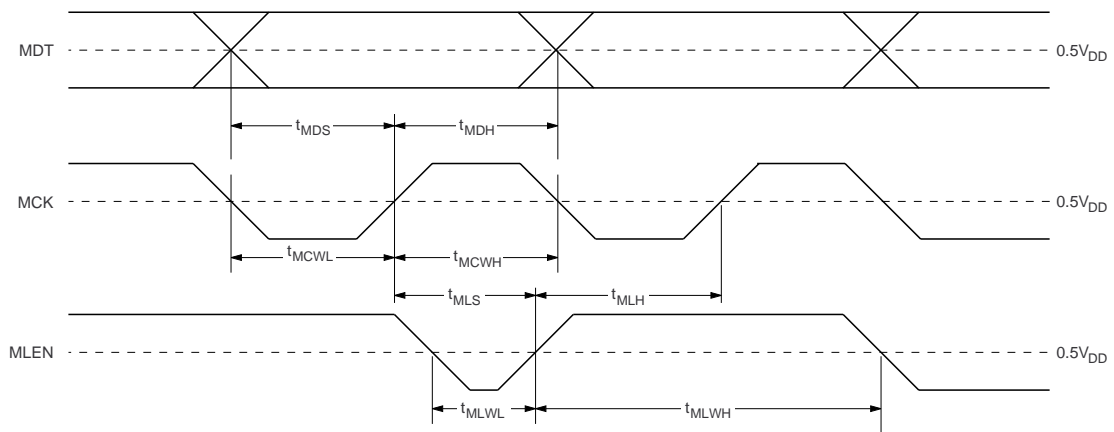 MDT
0.5VDD
tMDS
tMDH
MCK
0.5VDD
tMCWL
tMCWH
tMLS
tMLH
MLEN
0.5VDD
tMLWL
tMLWH